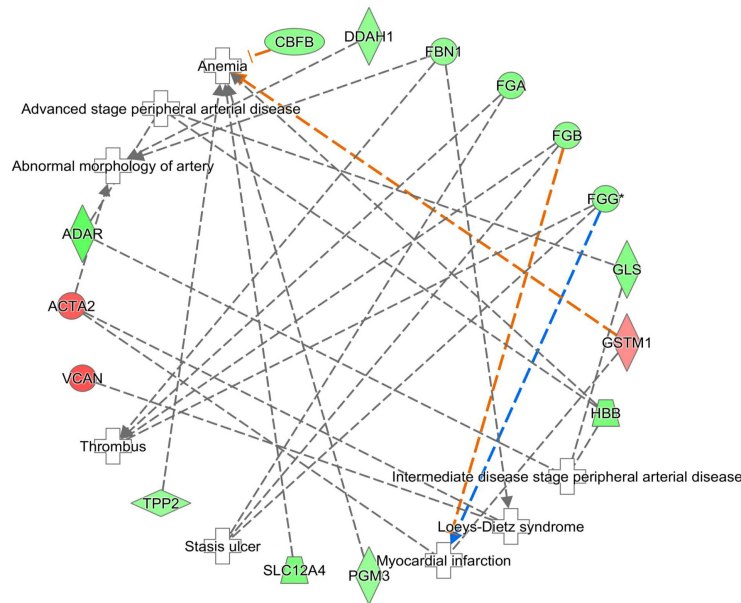 CBFB
DDAH1
FBN1
Anemia
FGA
Advanced stage peripheral arterial disease
FGB
Abnormal morphology of artery
FGG*
ADAR
GLS
ACTA2
GSTM1
VCAN
HBB
Thrombus
Intermediate disease stage peripheral arterial disease
TPP2
Loeys-Dietz syndrome
Stasis ulcer
Myocardial infarction
SLC12A4
PGM3